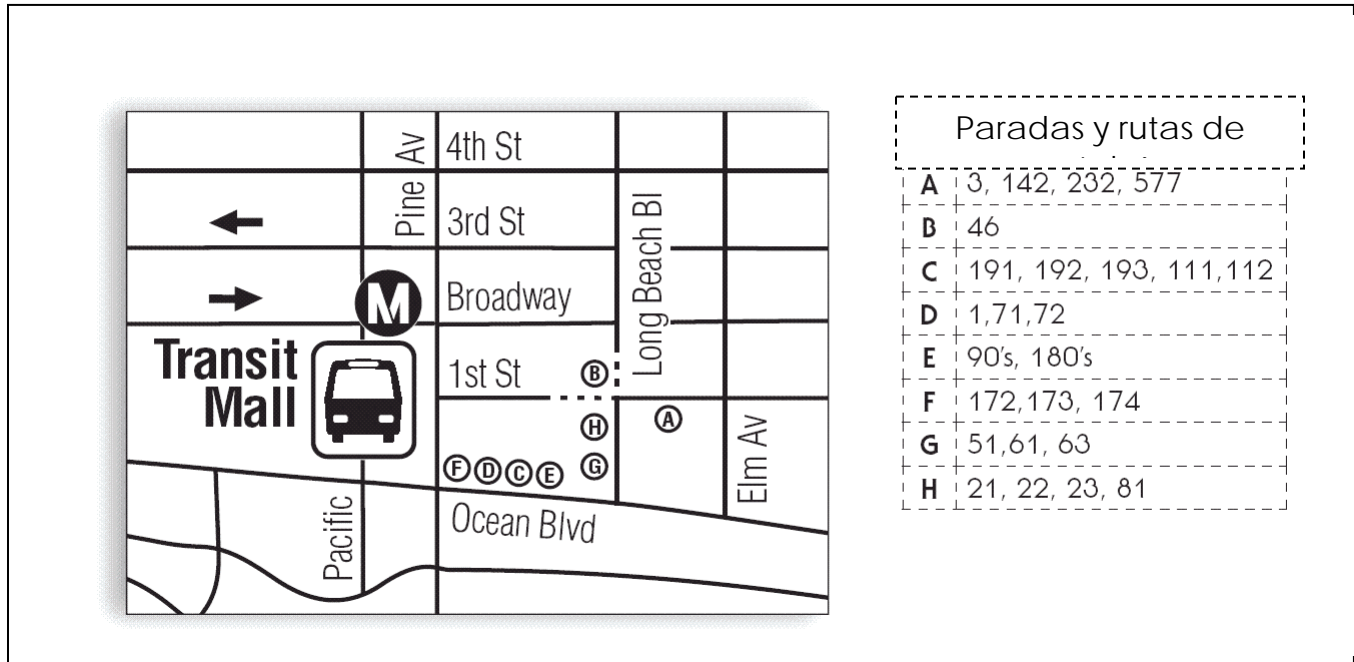 Paradas y rutas de
A 3, 142, 232, 577
B 46
C 191, 192, 193, 111,112
D 1,71,72
E 90's, 180's
F 172,173, 174
G 51,61, 63
H 21, 22, 23, 81
4th St
Pine Av
3rd St
Long Beach Bl
M
Broadway
Transit
Mall
1st St
B
H
A
F D C E G
Elm Av
Pacific
Ocean Blvd